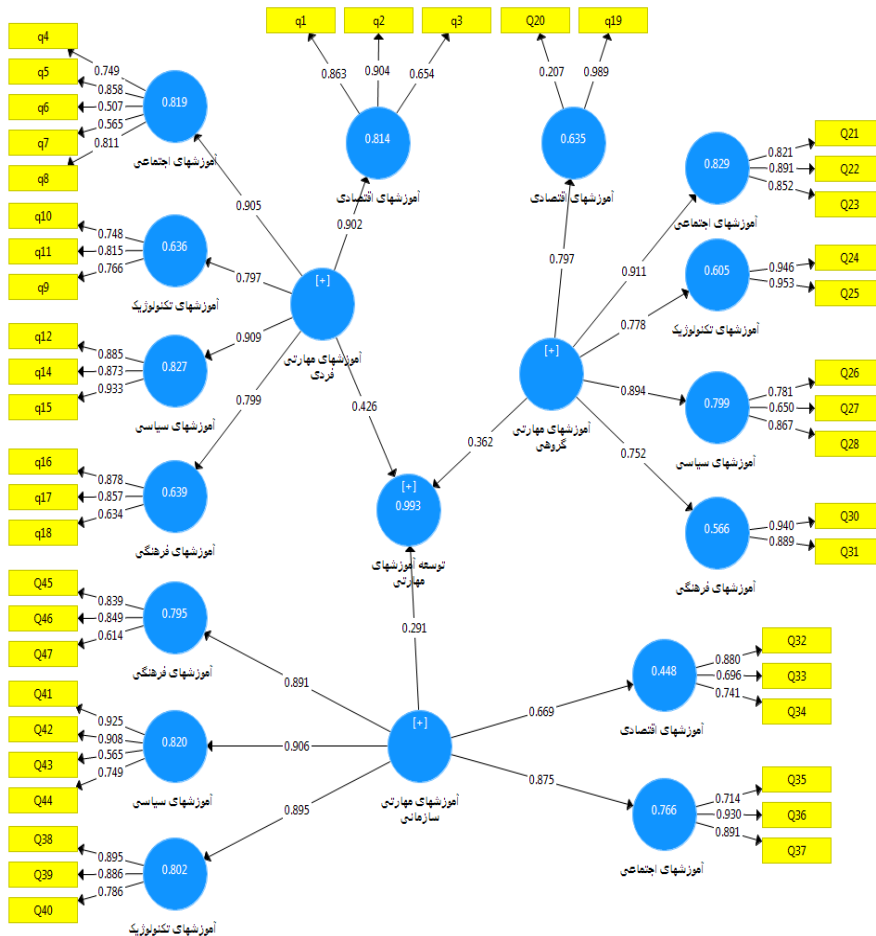 q1
q2
q3
Q20
q19
0.863
0.904
0.654
0.207
0.989
0.814
آموزشهای اقتصادی
0.635
آموزشهای اقتصادی
q4
q5
q6
q7
q8
0.749
0.858
0.507
0.565
0.811
0.819
آموزشهای اجتماعی
0.905
0.902
0.797
q10
q11
q9
0.748
0.815
0.766
0.636
آموزشهای تکنولوژیک
0.797
[+]
آموزشهای مهارتی
فردی
q12
q14
q15
0.885
0.873
0.933
0.827
آموزشهای سیاسی
0.909
0.426
q16
q17
q18
0.878
0.857
0.634
0.639
آموزشهای فرهنگی
0.799
Q21
Q22
Q23
0.821
0.891
0.852
0.829
آموزشهای اجتماعی
0.911
Q24
Q25
0.946
0.953
0.605
آموزشهای تکنولوژیک
0.778
[+]
آموزشهای مهارتی
گروهی
0.362
Q26
Q27
Q28
0.781
0.650
0.867
0.799
آموزشهای سیاسی
0.894
Q30
Q31
0.940
0.889
0.566
آموزشهای فرهنگی
0.752
[+]
0.993
توسعه آموزشهای
مهارتی
0.291
Q45
Q46
Q47
0.839
0.849
0.614
0.795
آموزشهای فرهنگی
0.891
Q41
Q42
Q43
Q44
0.925
0.908
0.565
0.749
0.820
آموزشهای سیاسی
0.906
[+]
آموزشهای مهارتی
سازمانی
Q38
Q39
Q40
0.895
0.886
0.786
0.802
آموزشهای تکنولوژیک
0.895
Q32
Q33
Q34
0.880
0.696
0.741
0.448
آموزشهای اقتصادی
0.669
Q35
Q36
Q37
0.714
0.930
0.891
0.766
آموزشهای اجتماعی
0.875